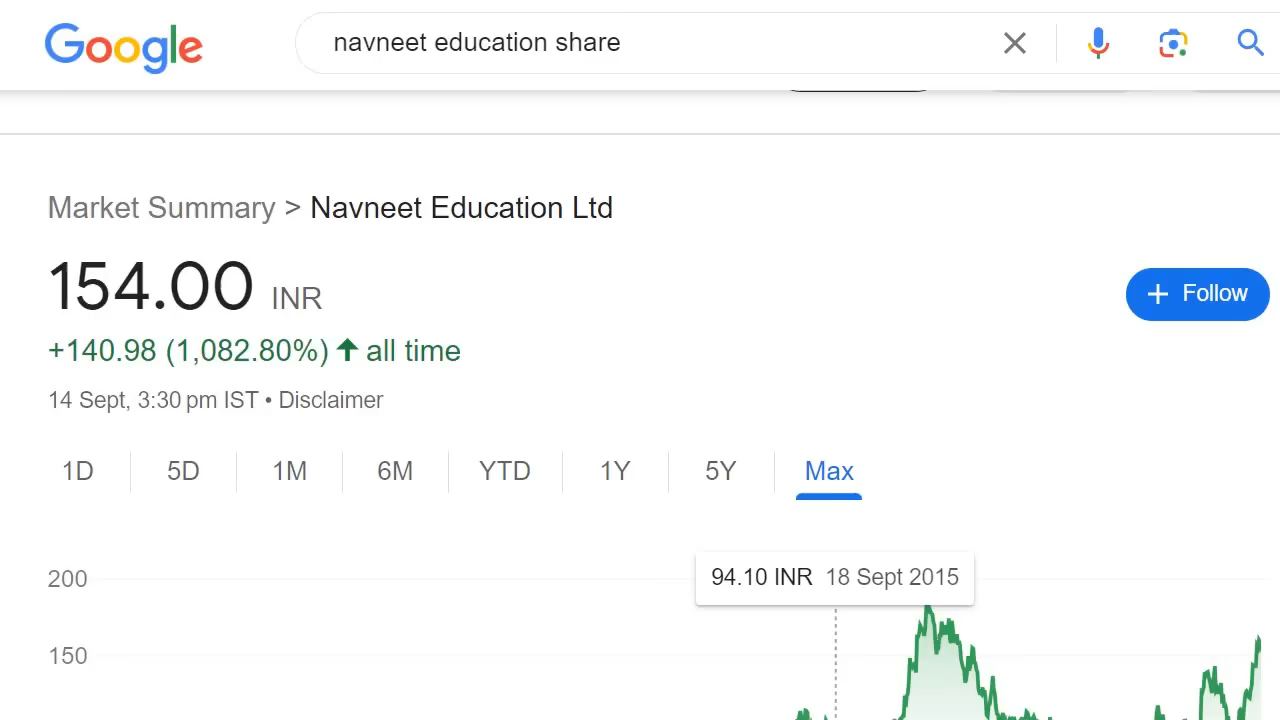 Google
navneet education share
Market Summary > Navneet Education Ltd
154.00 INR
+ Follow
+140.98 (1,082.80%) ↑ all time
14 Sept, 3:30 pm IST • Disclaimer
1D 5D 1M 6M YTD 1Y 5Y Max
94.10 INR 18 Sept 2015
200
150